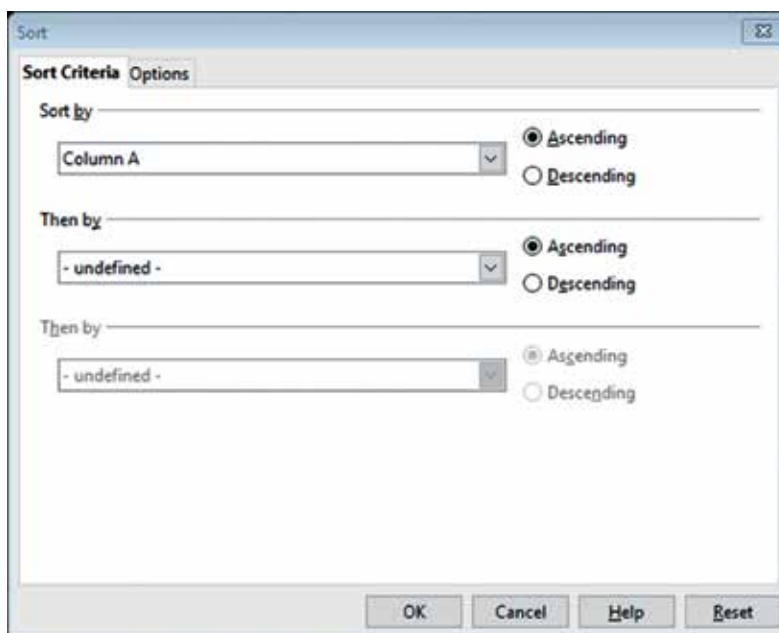 Sort
Sort Criteria Options
Sort by
Column A
Ascending
Descending
Then by
- undefined -
Ascending
Descending
Then by
- undefined -
Ascending
Descending
OK Cancel Help Reset